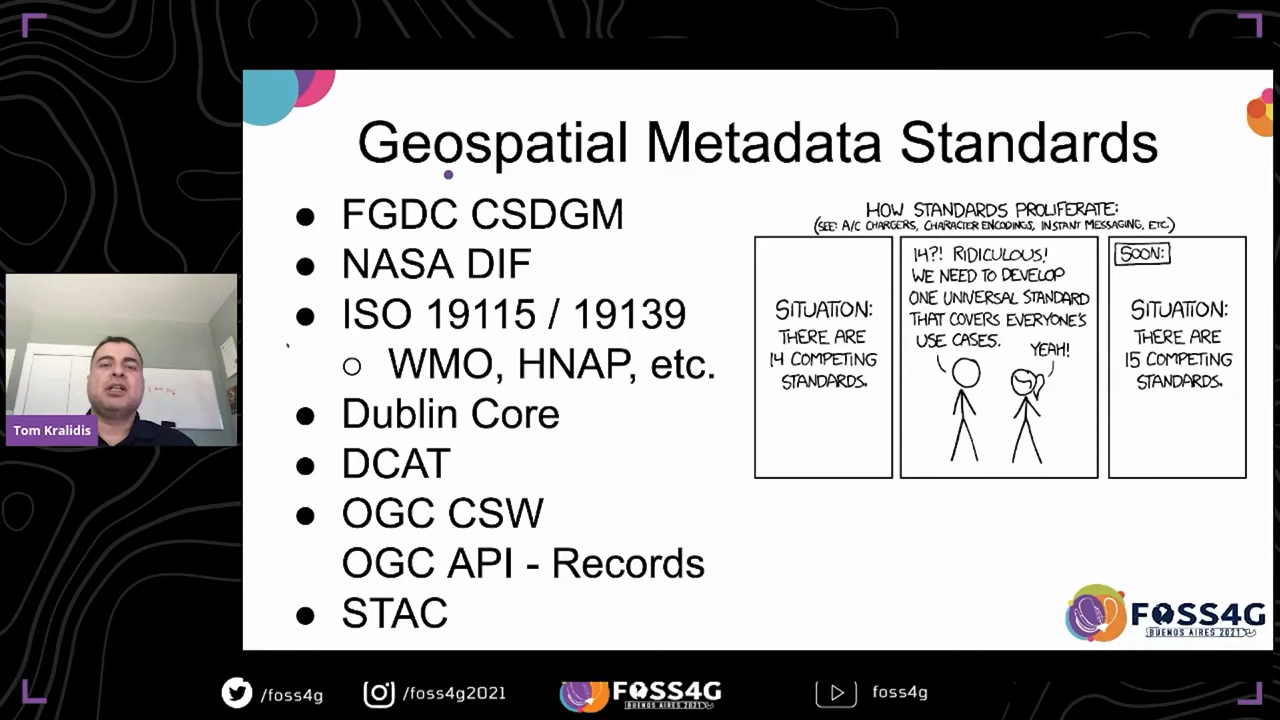 Geospatial Metadata Standards
● FGDC CSDGM
● NASA DIF
● ISO 19115 / 19139
○ WMO, HNAP, etc.
● Dublin Core
● DCAT
● OGC CSW
OGC API - Records
● STAC
HOW STANDARDS PROLIFERATE:
(SEE: A/C CHARGERS, CHARACTER ENCODINGS, INSTANT MESSAGING, ETC.)
SITUATION:
THERE ARE
14 COMPETING
STANDARDS.
14?! RIDICULOUS!
WE NEED TO DEVELOP
ONE UNIVERSAL STANDARD
THAT COVERS EVERYONE'S
USE CASES.
YEAH!
SOON:
SITUATION:
THERE ARE
15 COMPETING
STANDARDS.
Tom Kralidis
FOSS4G
BUENOS AIRES 2021
/foss4g
/foss4g2021
FOSS4G
BUENOS AIRES 2021
foss4g